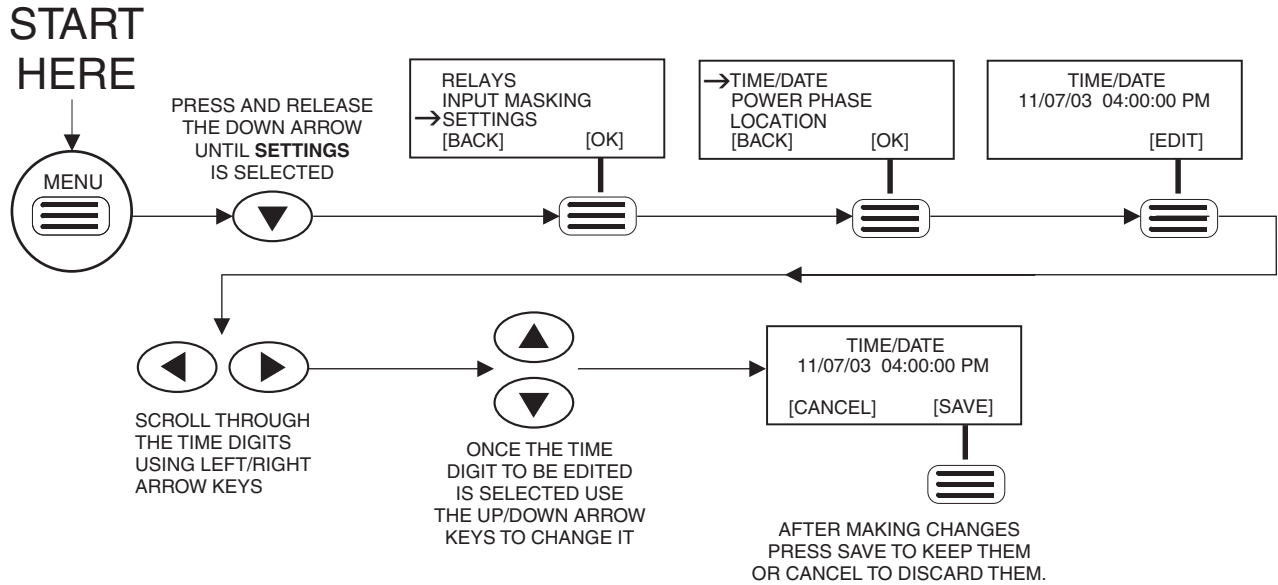 START
HERE
MENU
PRESS AND RELEASE
THE DOWN ARROW
UNTIL SETTINGS
IS SELECTED
RELAYS
INPUT MASKING
→SETTINGS
[BACK] [OK]
→TIME/DATE
POWER PHASE
LOCATION
[BACK] [OK]
TIME/DATE
11/07/03 04:00:00 PM
[EDIT]
SCROLL THROUGH
THE TIME DIGITS
USING LEFT/RIGHT
ARROW KEYS
ONCE THE TIME
DIGIT TO BE EDITED
IS SELECTED USE
THE UP/DOWN ARROW
KEYS TO CHANGE IT
TIME/DATE
11/07/03 04:00:00 PM
[CANCEL] [SAVE]
AFTER MAKING CHANGES
PRESS SAVE TO KEEP THEM
OR CANCEL TO DISCARD THEM.